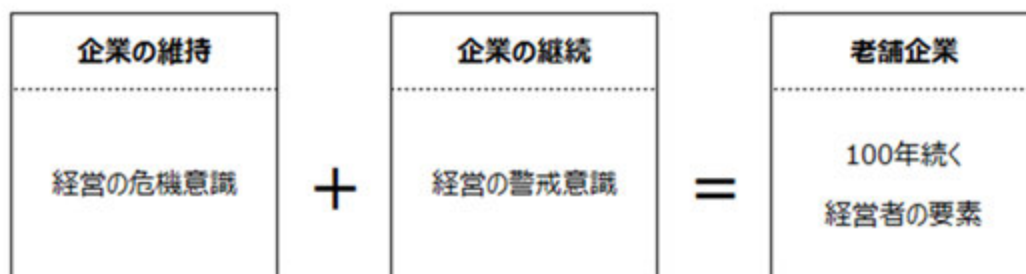 企業の維持
経営の危機意識
+
企業の継続
経営の警戒意識
=
老舗企業
100年続く
経営者の要素